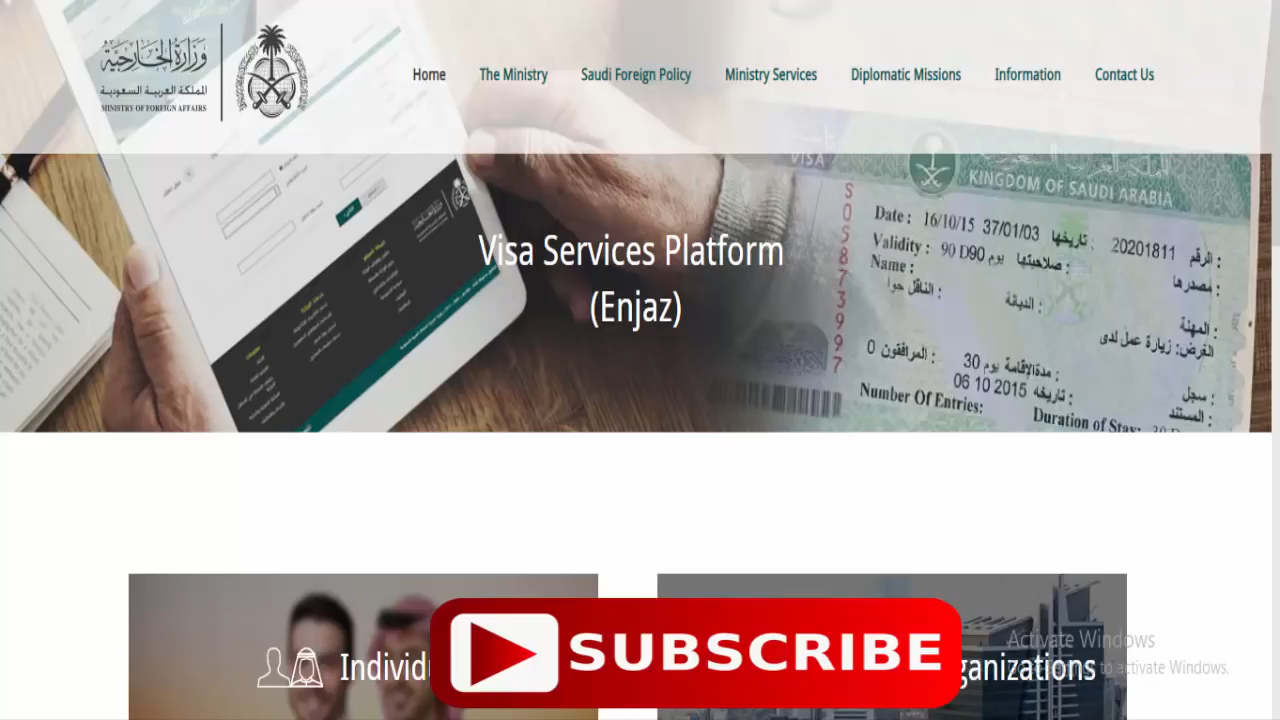 وزارة الخارجية
المملكة العربية السعودية
MINISTRY OF FOREIGN AFFAIRS
Home The Ministry Saudi Foreign Policy Ministry Services Diplomatic Missions Information Contact Us
VISA
KINGDOM OF SAUDI ARABIA
Date : 16/10/15 37/01/03 تاريخها : 20201811 الرقم :
Validity : 90 D90 صلاحيتها يوم : مصدرها :
Name :
الناقل حوا : الديانة : المهنة :
الغرض: زيارة عمل لدى
المرافقون 0 : مدةالإقامة يوم 30 :
06 10 2015 تاريخه : سجل :
Number Of Entries: المستند :
Duration of Stay:
S05873997
Visa Services Platform
(Enjaz)
Individ
SUBSCRIBE
ganizations
Activate Windows
activate Windows.